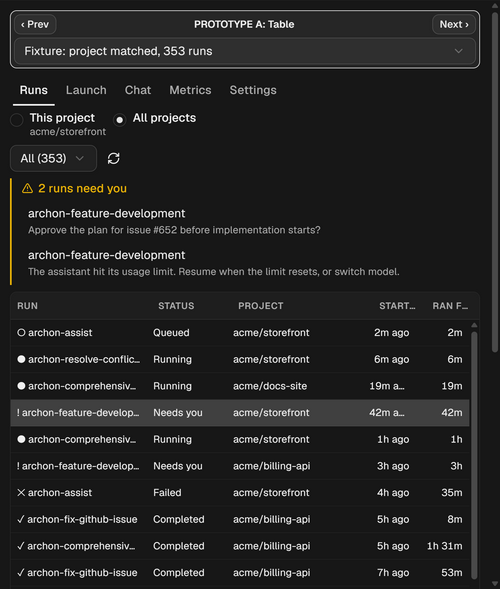 ‹ Prev
PROTOTYPE A: Table
Next ›
Fixture: project matched, 353 runs
Runs
Launch
Chat
Metrics
Settings
This project
acme/storefront
All projects
All (353)
2 runs need you
archon-feature-development
Approve the plan for issue #652 before implementation starts?
archon-feature-development
The assistant hit its usage limit. Resume when the limit resets, or switch model.
RUN STATUS PROJECT START... RAN F...
archon-assist Queued acme/storefront 2m ago 2m
archon-resolve-conflic... Running acme/storefront 6m ago 6m
archon-comprehensiv... Running acme/docs-site 19m a... 19m
! archon-feature-develop... Needs you acme/storefront 42m a... 42m
archon-comprehensiv... Running acme/storefront 1h ago 1h
! archon-feature-develop... Needs you acme/billing-api 3h ago 3h
✕ archon-assist Failed acme/storefront 4h ago 35m
✓ archon-fix-github-issue Completed acme/billing-api 5h ago 8m
✓ archon-comprehensiv... Completed acme/billing-api 5h ago 1h 31m
✓ archon-fix-github-issue Completed acme/billing-api 7h ago 53m